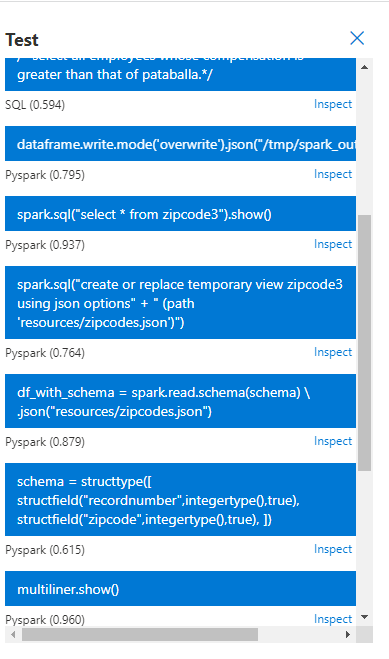 Test
/* select all employees whose compensation is
greater than that of pataballa.*/
SQL (0.594)
Inspect
dataframe.write.mode('overwrite').json("/tmp/spark_ou
Pyspark (0.795)
Inspect
spark.sql("select * from zipcode3").show()
Pyspark (0.937)
Inspect
spark.sql("create or replace temporary view zipcode3
using json options" + " (path
'resources/zipcodes.json')")
Pyspark (0.764)
Inspect
df_with_schema = spark.read.schema(schema) \
.json("resources/zipcodes.json")
Pyspark (0.879)
Inspect
schema = structtype([
structfield("recordnumber",integertype(),true),
structfield("zipcode",integertype(),true), ])
Pyspark (0.615)
Inspect
multiliner.show()
Pyspark (0.960)
Inspect